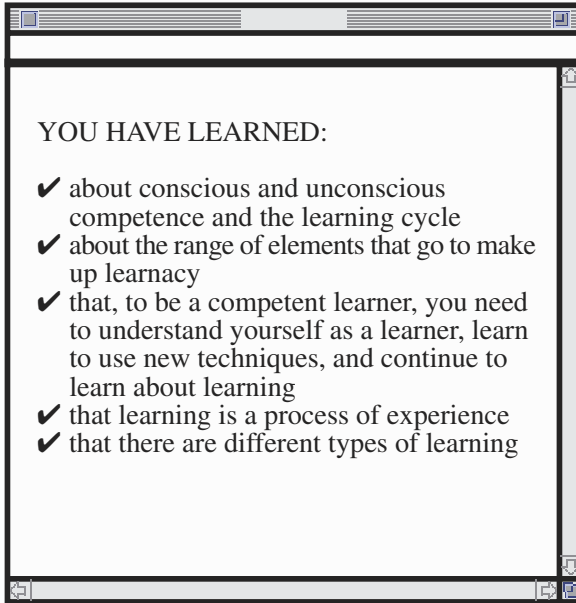 YOU HAVE LEARNED:
✔ about conscious and unconscious
competence and the learning cycle
✔ about the range of elements that go to make
up learnacy
✔ that, to be a competent learner, you need
to understand yourself as a learner, learn
to use new techniques, and continue to
learn about learning
✔ that learning is a process of experience
✔ that there are different types of learning